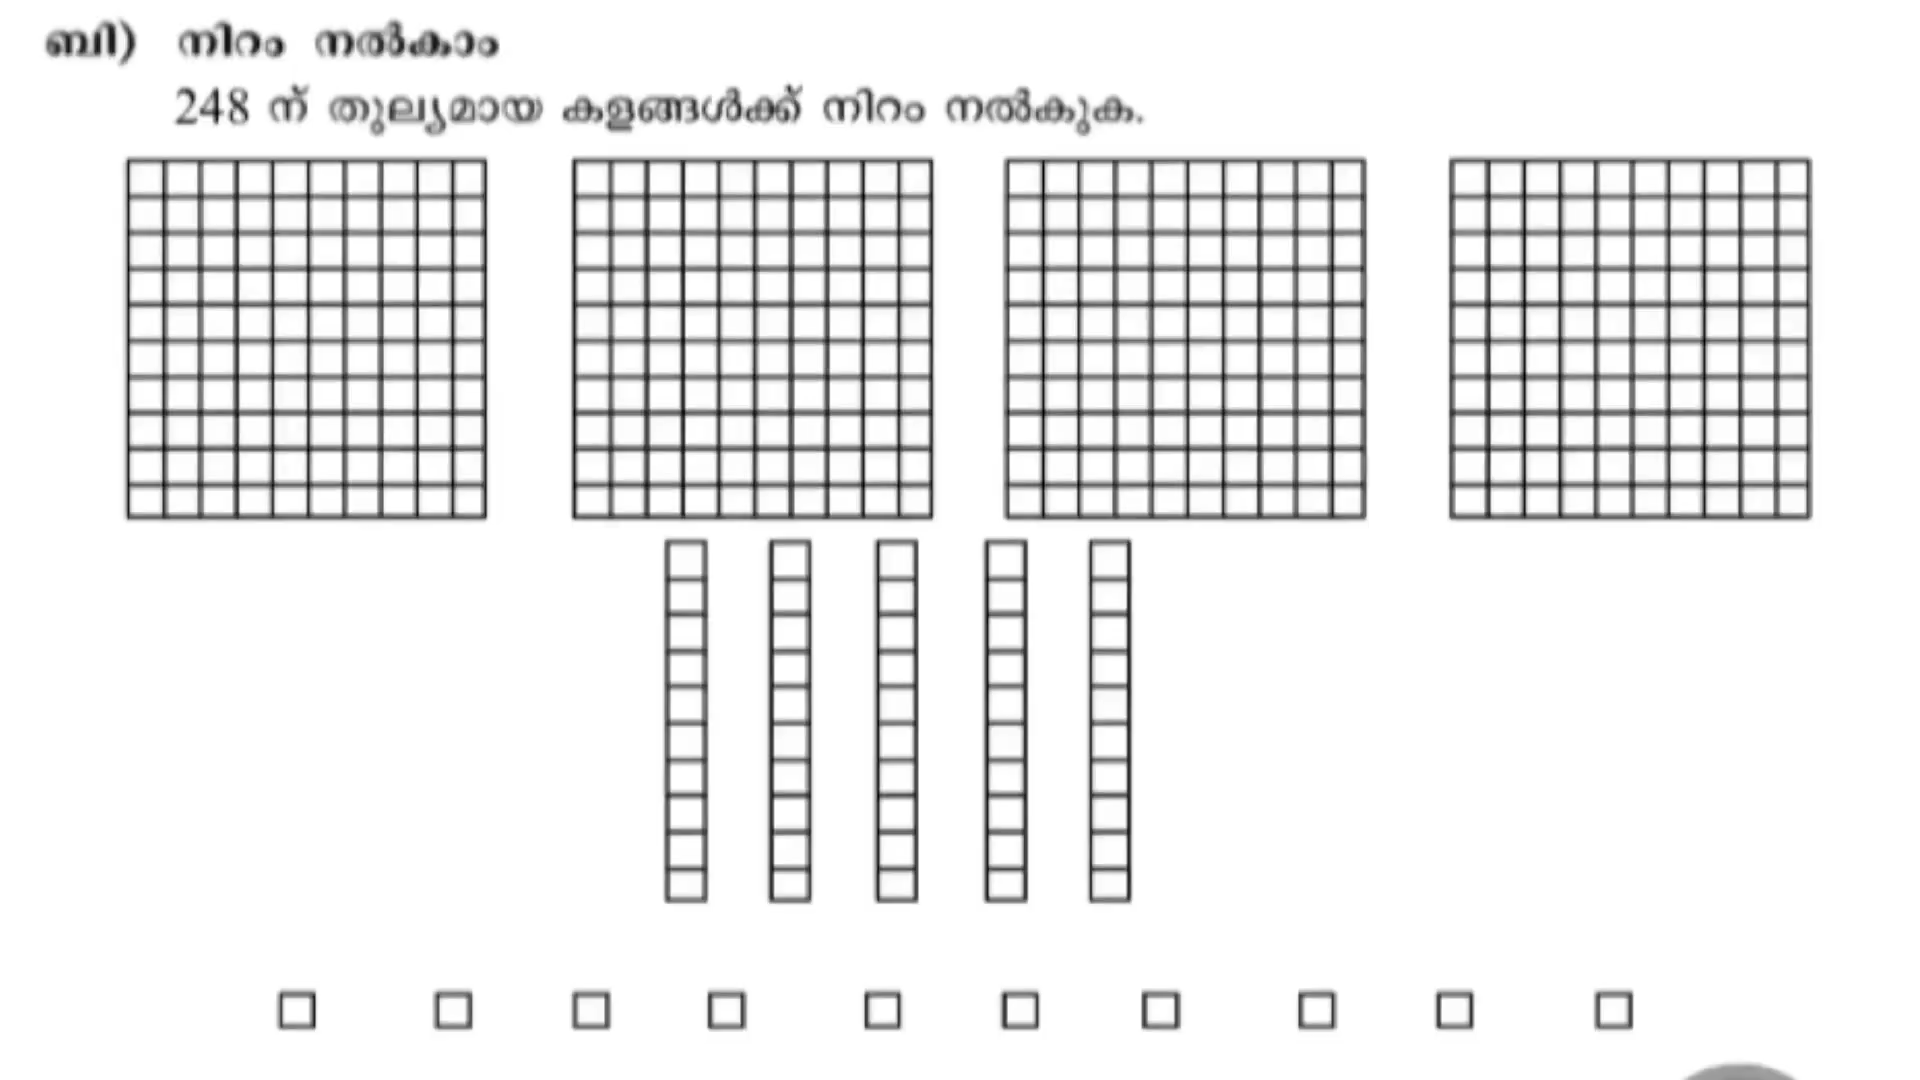 ബി) നിറം നൽകാം
248 ന് തുല്യമായ കളങ്ങൾക്ക് നിറം നൽകുക.